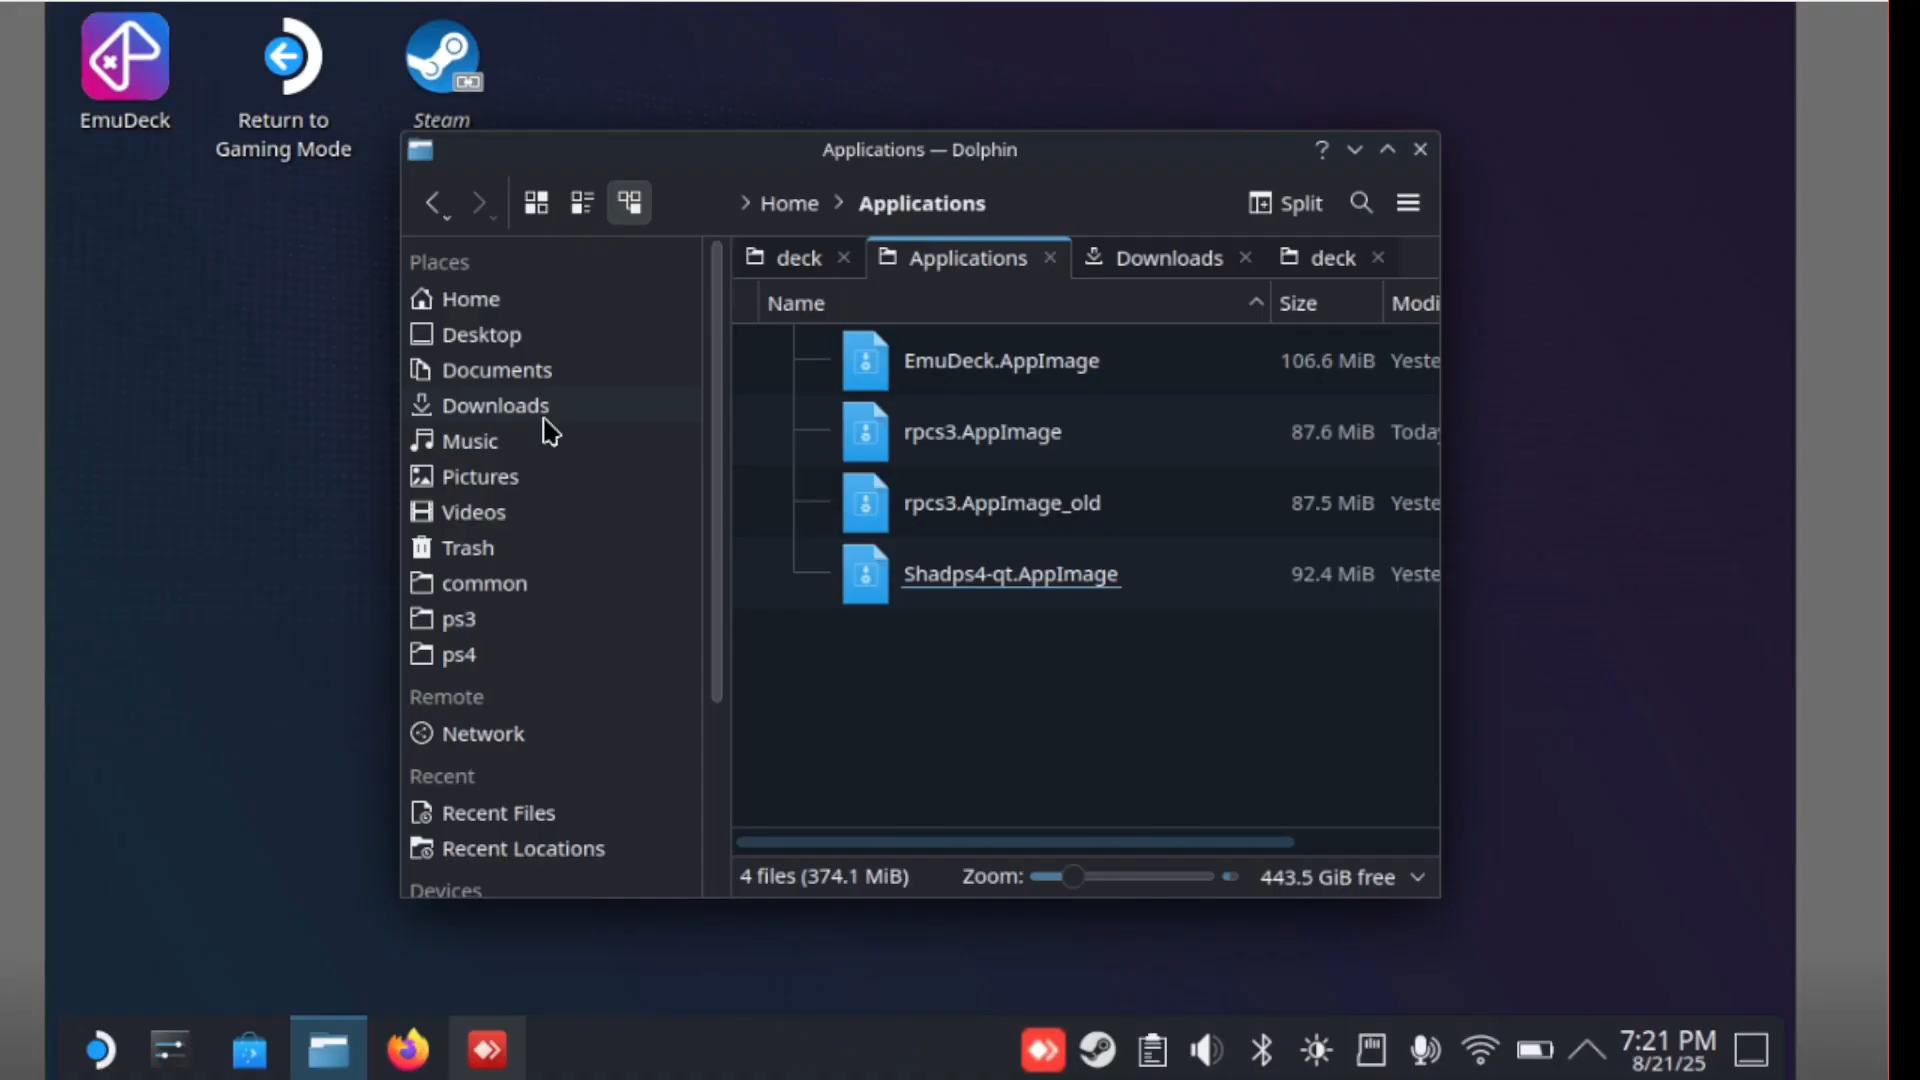 EmuDeck
Return to
Gaming Mode
Steam
Applications — Dolphin
Home
Applications
Split
Places
Home
Desktop
Documents
Downloads
Music
Pictures
Videos
Trash
common
ps3
ps4
Remote
Network
Recent
Recent Files
Recent Locations
Devices
deck
Applications
Downloads
deck
Name
Size
Modi
EmuDeck.AppImage
106.6 MiB
Yeste
rpcs3.AppImage
87.6 MiB
Toda
rpcs3.AppImage_old
87.5 MiB
Yeste
Shadps4-qt.AppImage
92.4 MiB
Yeste
4 files (374.1 MiB)
Zoom:
443.5 GiB free
7:21 PM
8/21/25